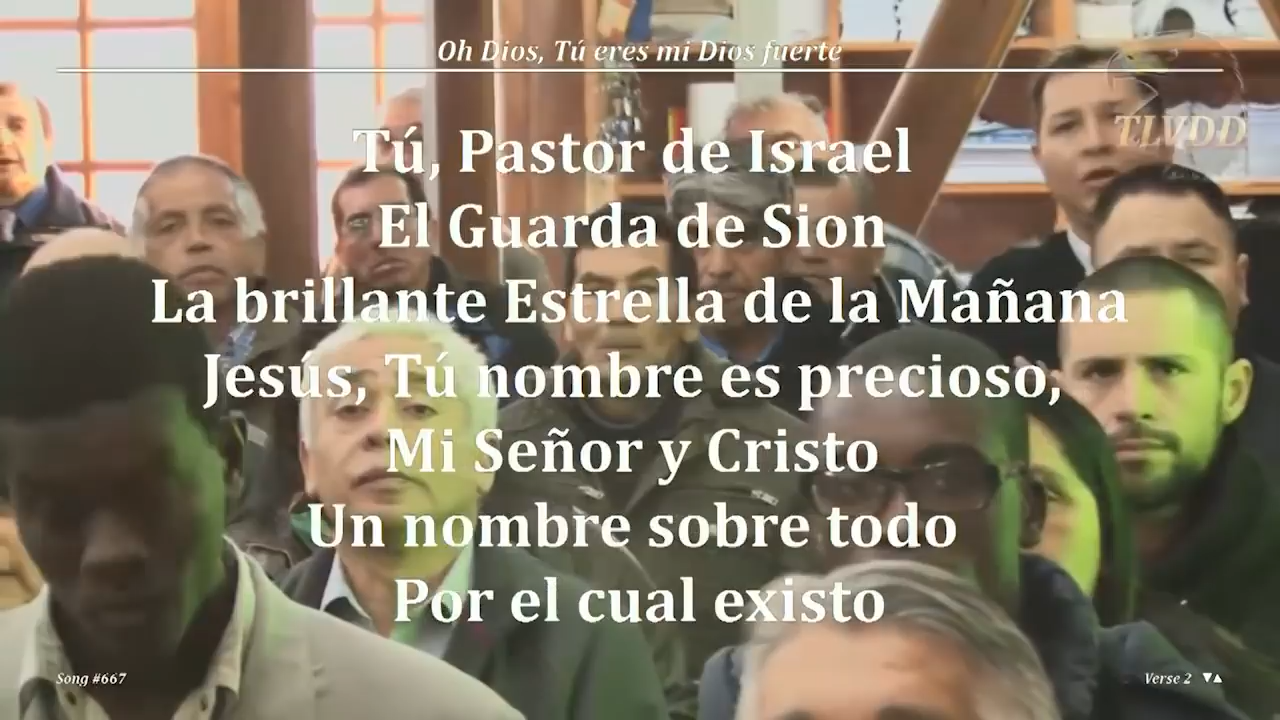 Oh Dios, Tú eres mi Dios fuerte
TLVDD
Tú, Pastor de Israel
El Guarda de Sion
La brillante Estrella de la Mañana
Jesús, Tú nombre es precioso,
Mi Señor y Cristo
Un nombre sobre todo
Por el cual existo
Song #667
Verse 2 ▼▲